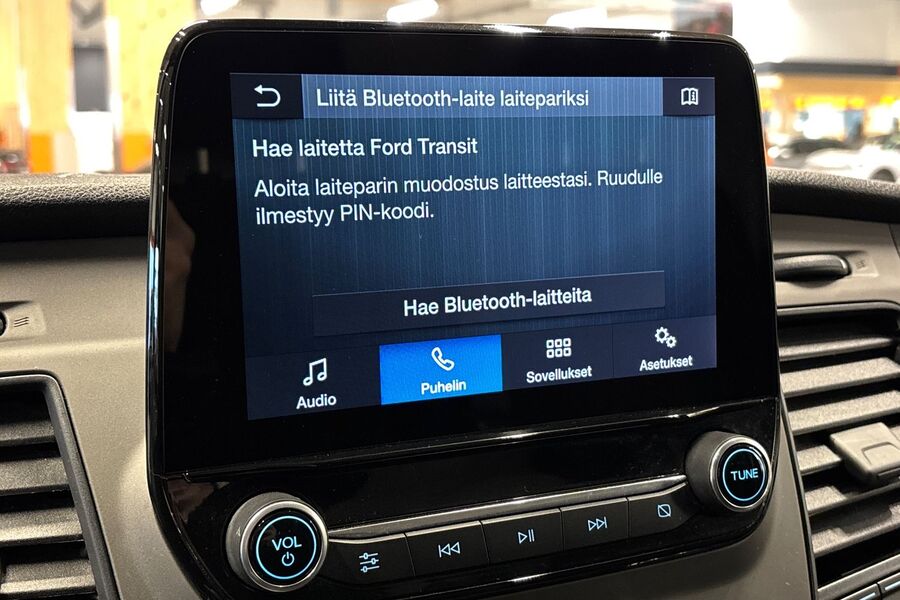 Liitä Bluetooth-laite laitepariksi
Hae laitetta Ford Transit
Aloita laiteparin muodostus laitteestasi. Ruudulle
ilmestyy PIN-koodi.
Hae Bluetooth-laitteita
Audio
Puhelin
Sovellukset
Asetukset
VOL
TUNE